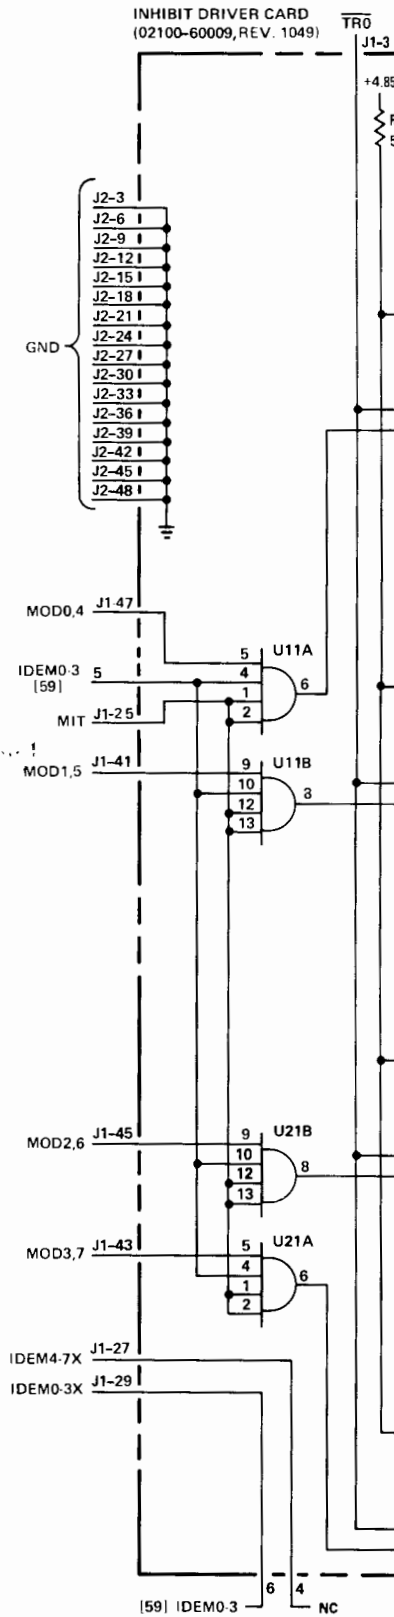 INHIBIT DRIVER CARD
(02100-60009, REV. 1049)
TR0
J1-3
+4.85
J2-3
J2-6
J2-9
J2-12
J2-15
J2-18
J2-21
J2-24
J2-27
J2-30
J2-33
J2-36
J2-39
J2-42
J2-45
J2-48
GND
MOD0,4 J1-47
5 U11A
IDEM0-3 5 4
[59]
1 6
MIT J1-25 2
MOD1,5 J1-41 9 U11B
10
12 3
13
MOD2,6 J1-45 9 U21B
10
12 8
13
MOD3,7 J1-43 5 U21A
4
1 6
2
IDEM4-7X J1-27
IDEM0-3X J1-29
6 4
[59] IDEM0-3 NC